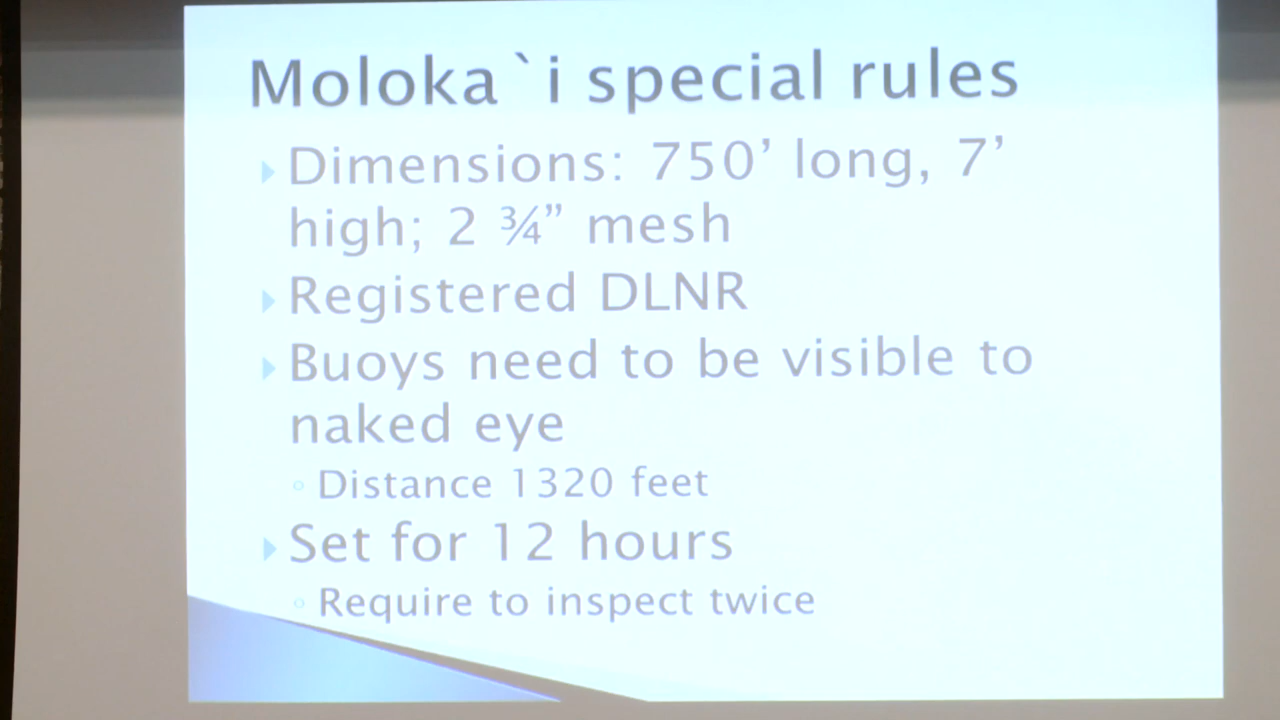 Moloka`i special rules
Dimensions: 750’ long, 7’
high; 2 ¾” mesh
Registered DLNR
Buoys need to be visible to
naked eye
Distance 1320 feet
Set for 12 hours
Require to inspect twice